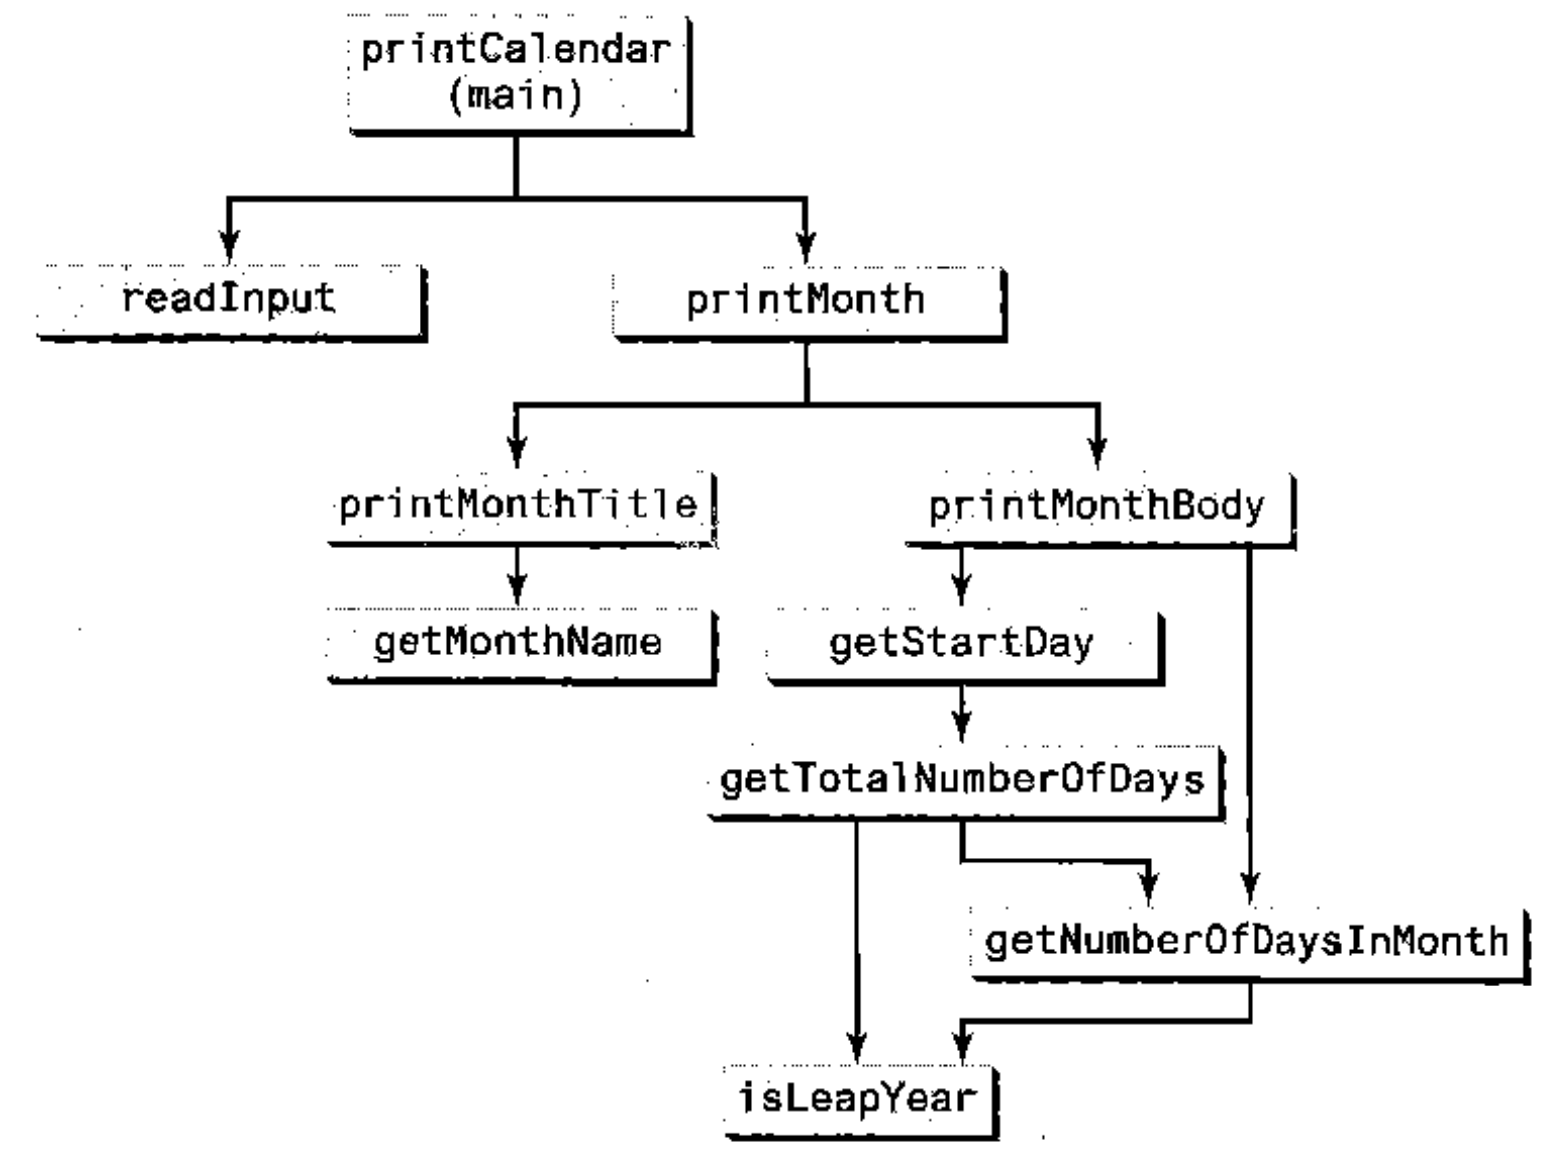 printCalendar
(main)
readInput
printMonth
printMonthTitle
printMonthBody
getMonthName
getStartDay
getTotalNumberOfDays
getNumberOfDaysInMonth
isLeapYear